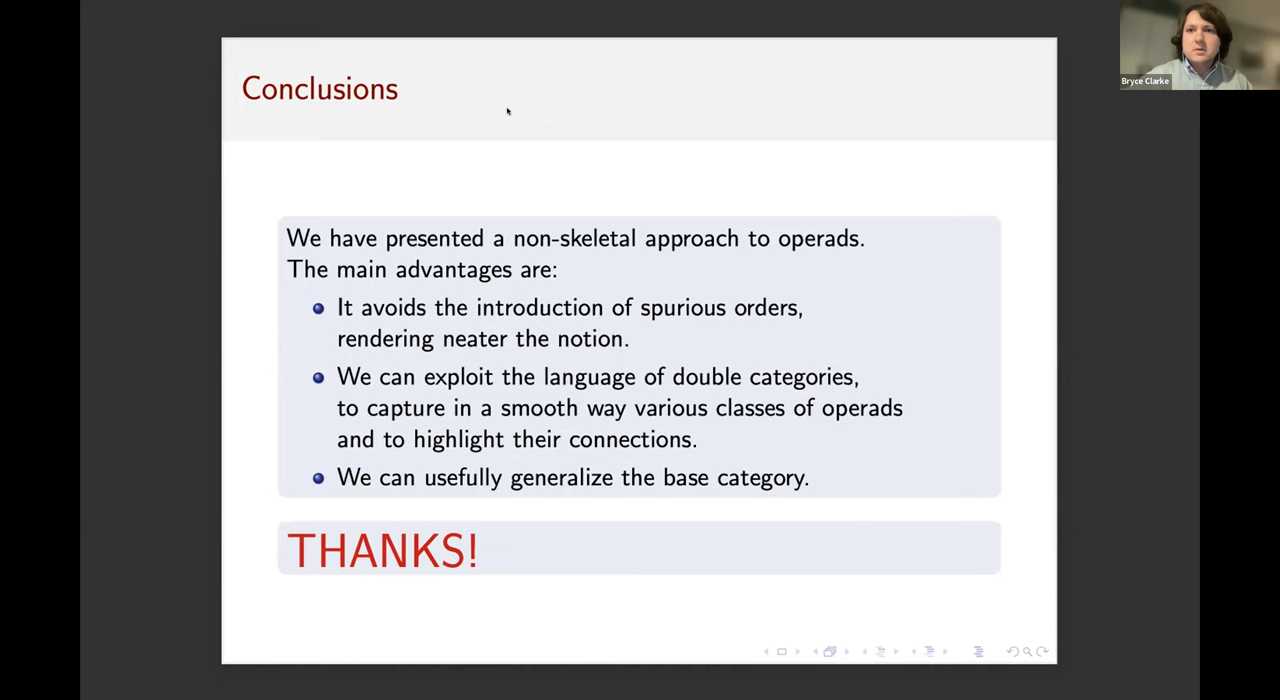 Conclusions
Bryce Clarke
We have presented a non-skeletal approach to operads.
The main advantages are:
It avoids the introduction of spurious orders,
rendering neater the notion.
We can exploit the language of double categories,
to capture in a smooth way various classes of operads
and to highlight their connections.
We can usefully generalize the base category.
THANKS!